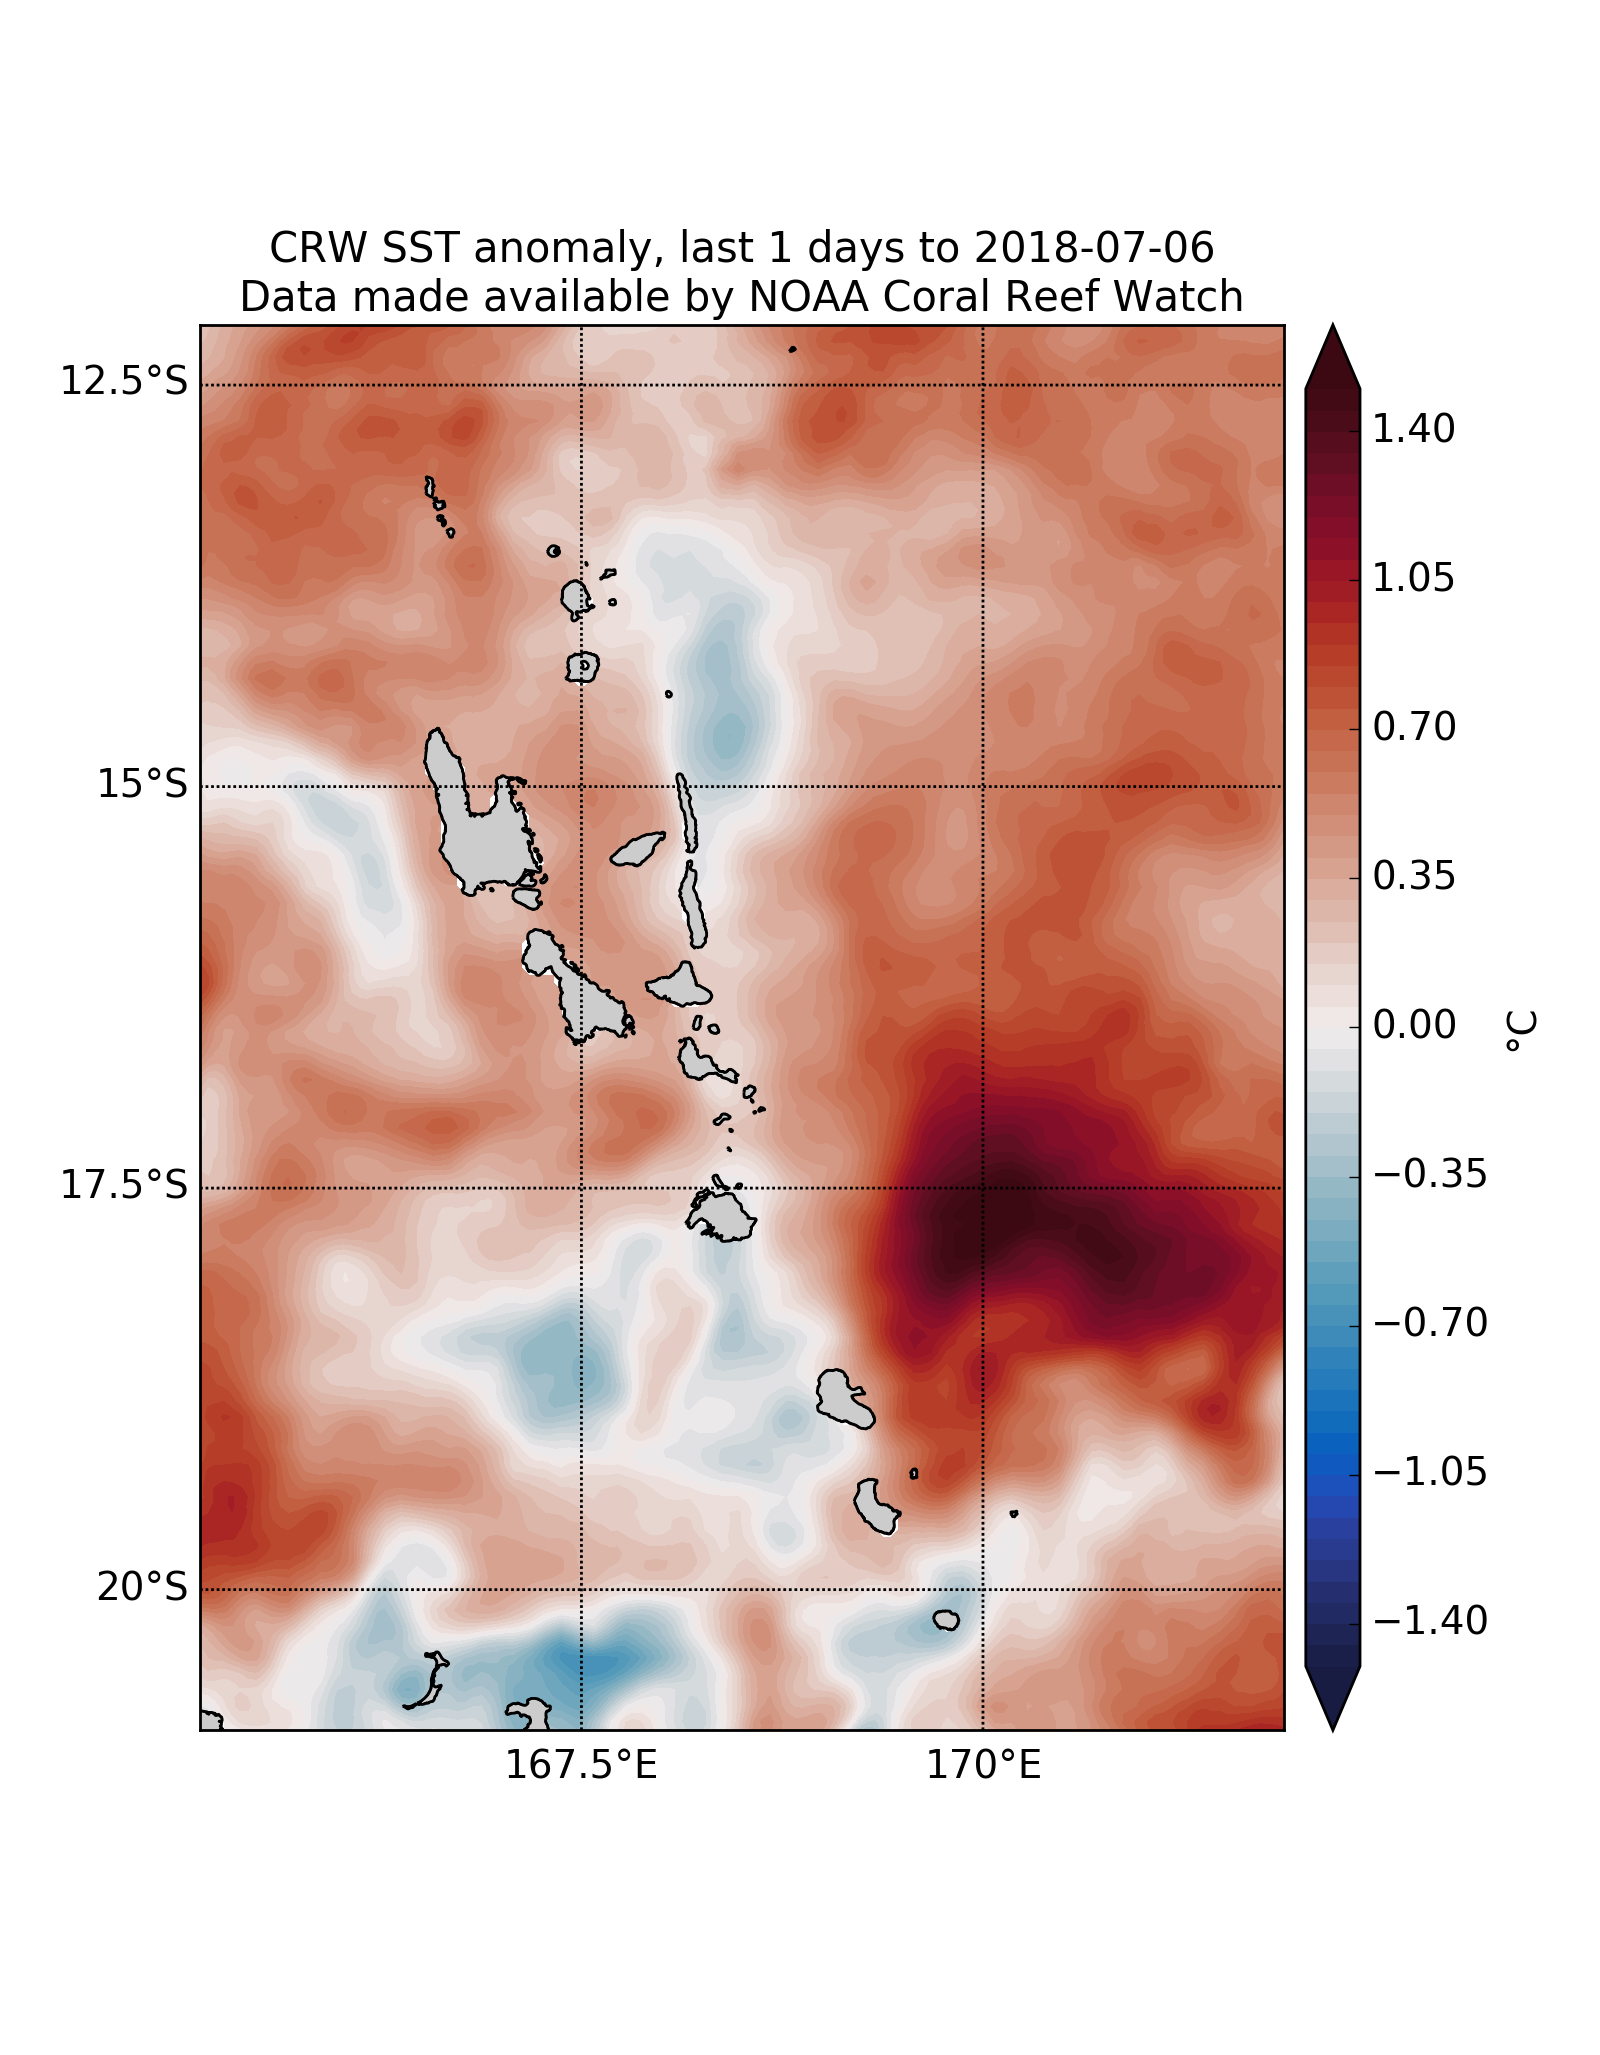 CRW SST anomaly, last 1 days to 2018-07-06
Data made available by NOAA Coral Reef Watch
12.5°S
15°S
17.5°S
20°S
167.5°E
170°E
1.40
1.05
0.70
0.35
0.00
−0.35
−0.70
−1.05
−1.40
°C